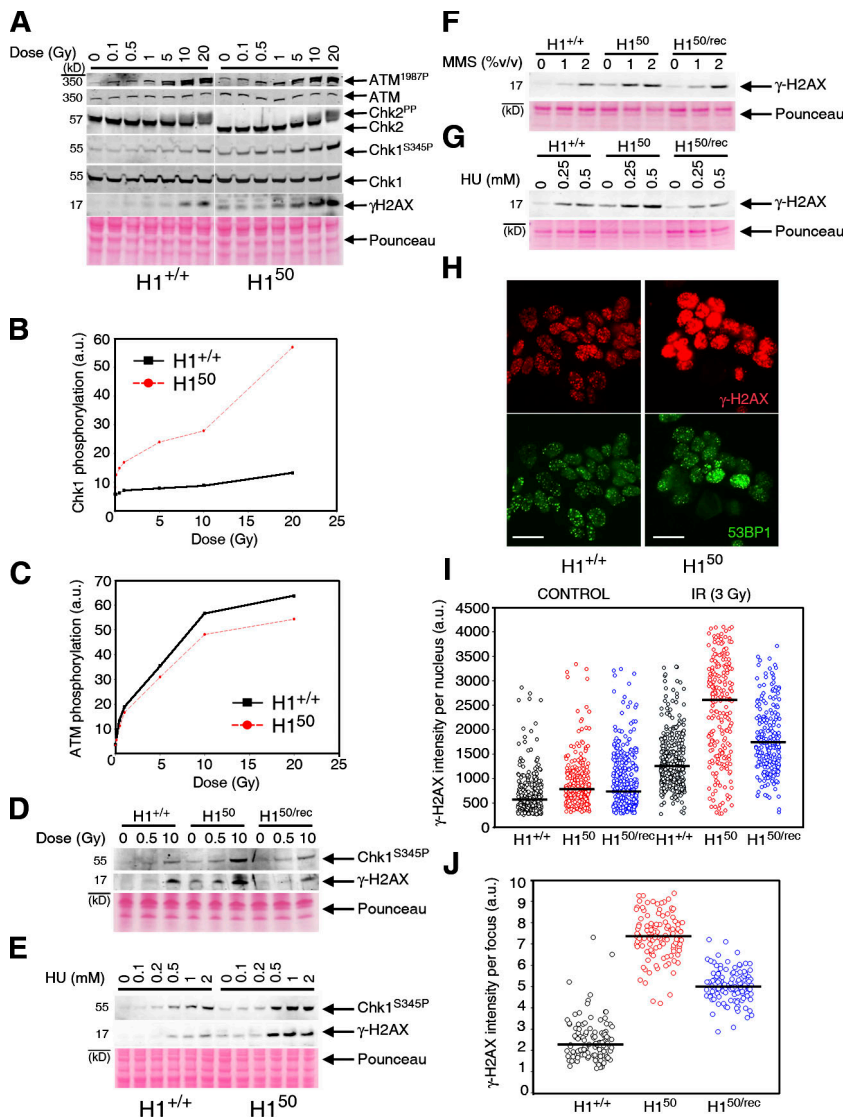 A
Dose (Gy) 0 0.1 0.5 1 5 10 20 0 0.1 0.5 1 5 10 20
(kD)
350 ATM1987P
350 ATM
57 Chk2PP
Chk2
55 Chk1S345P
55 Chk1
17 γH2AX
Pounceau
H1+/+ H150
B
Chk1 phosphorylation (a.u.)
60
50
40
30
20
10
0
0 5 10 15 20 25
Dose (Gy)
H1+/+
H150
C
ATM phosphorylation (a.u.)
70
60
50
40
30
20
10
0
0 5 10 15 20 25
Dose (Gy)
H1+/+
H150
D
H1+/+ H150 H150/rec
Dose (Gy) 0 0.5 10 0 0.5 10 0 0.5 10
55 Chk1S345P
17 γ-H2AX
(kD) Pounceau
E
HU (mM) 0 0.1 0.2 0.5 1 2 0 0.1 0.2 0.5 1 2
55 Chk1S345P
17 γ-H2AX
(kD) Pounceau
H1+/+ H150
F
H1+/+ H150 H150/rec
MMS (%v/v) 0 1 2 0 1 2 0 1 2
17 γ-H2AX
(kD) Pounceau
G
H1+/+ H150 H150/rec
HU (mM) 0 0.25 0.5 0 0.25 0.5 0 0.25 0.5
17 γ-H2AX
(kD) Pounceau
H
γ-H2AX
53BP1
H1+/+ H150
I
CONTROL IR (3 Gy)
γ-H2AX intensity per nucleus (a.u.)
4500
4000
3500
3000
2500
2000
1500
1000
500
0
H1+/+ H150 H150/rec H1+/+ H150 H150/rec
J
γ-H2AX intensity per focus (a.u.)
10
9
8
7
6
5
4
3
2
1
0
H1+/+ H150 H150/rec